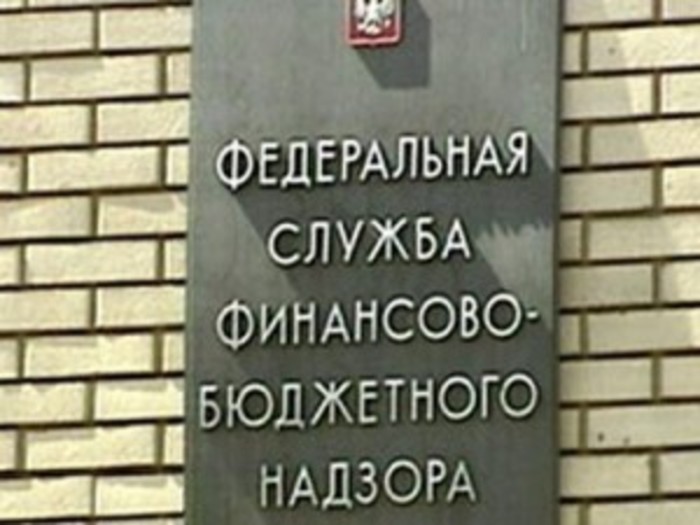 ФЕДЕРАЛЬНАЯ
СЛУЖБА
ФИНАНСОВО-
БЮДЖЕТНОГО
НАДЗОРА